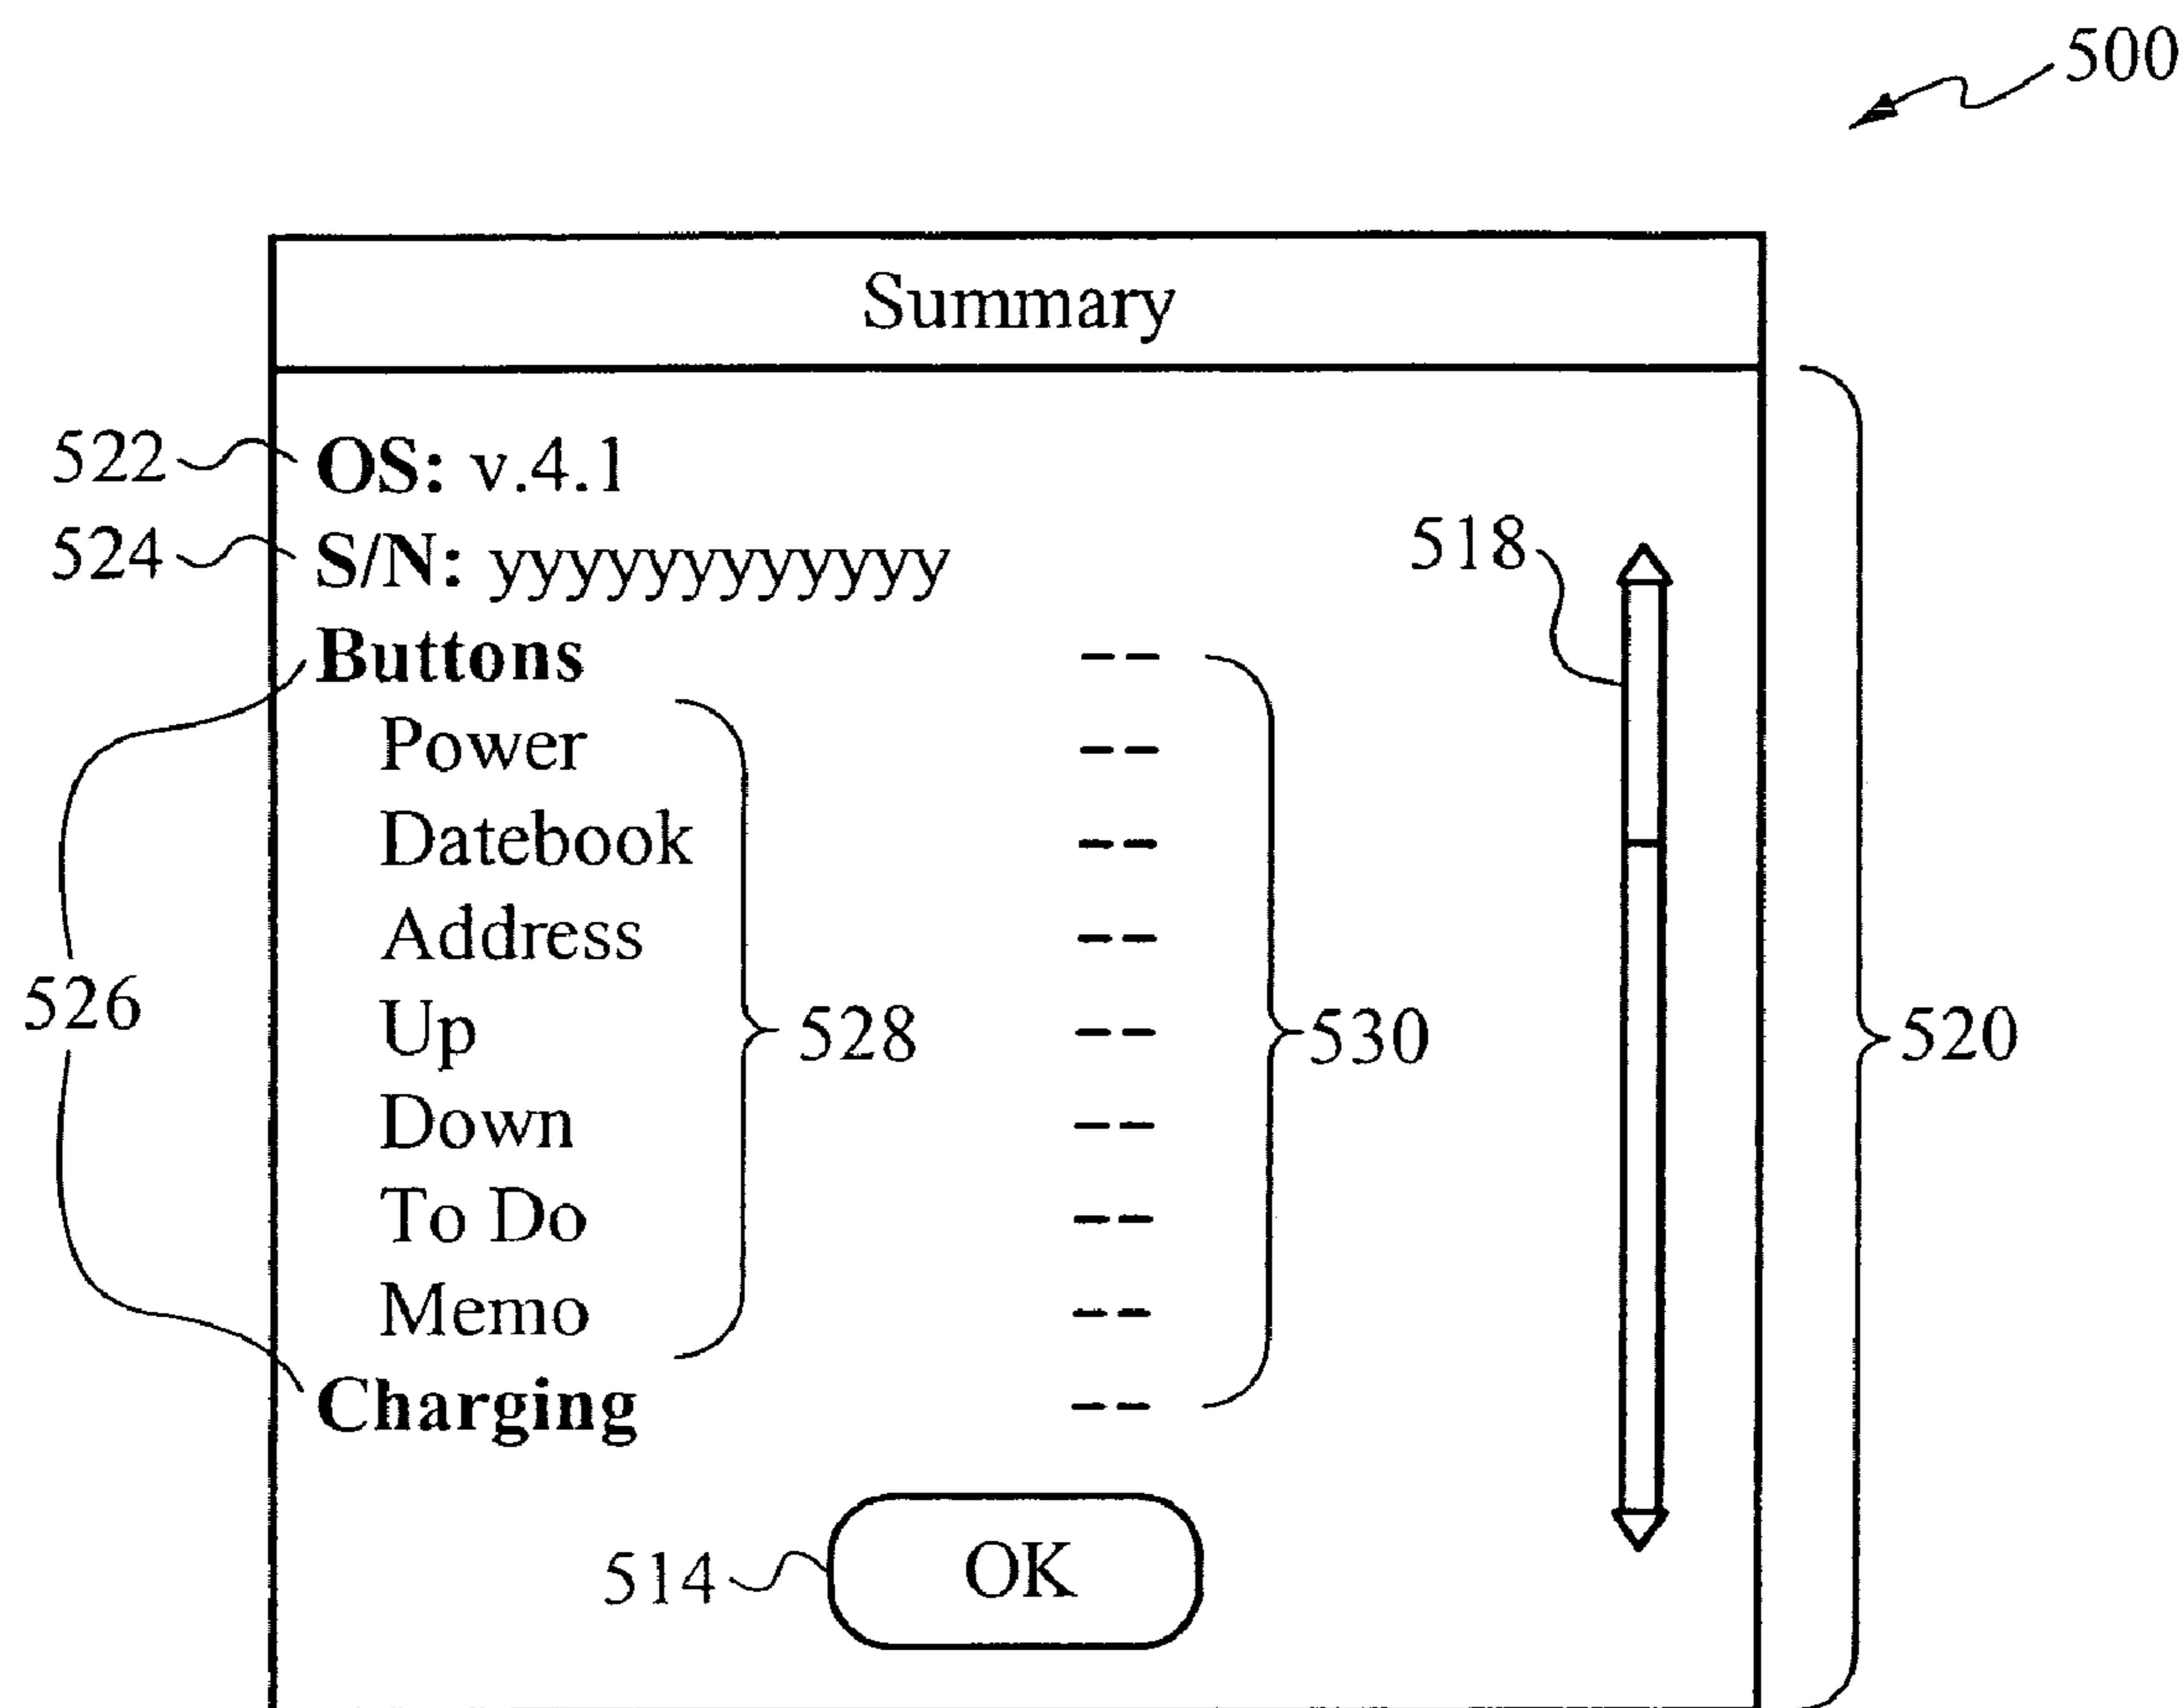 500
Summary
522 OS: v.4.1
524 S/N: yyyyyyyyyyyy
518
Buttons --
Power --
Datebook --
Address --
526
Up -- 528 530 520
Down --
To Do --
Memo --
Charging --
514 OK